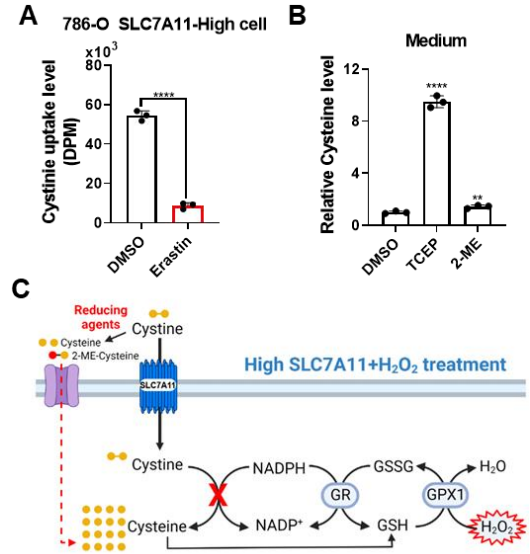 A
786-O SLC7A11-High cell
x10³
Cystinie uptake level
(DPM)
80
60
40
20
0
****
DMSO
Erastin
B
Medium
Relative Cysteine level
12
8
4
0
****
**
DMSO
TCEP
2-ME
C
Reducing
agents
Cystine
Cysteine
2-ME-Cysteine
SLC7A11
High SLC7A11+H₂O₂ treatment
Cystine
NADPH
GSSG
H₂O
X
GR
GPX1
Cysteine
NADP⁺
GSH
H₂O₂